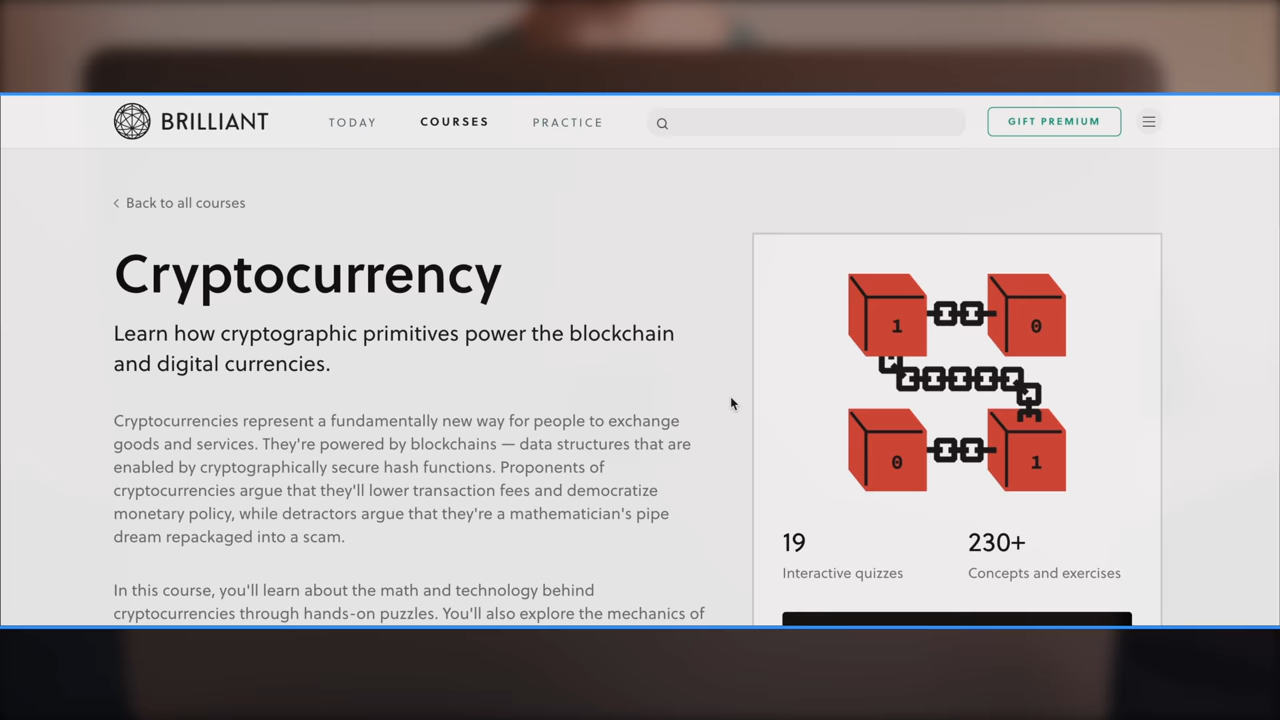 BRILLIANT
TODAY
COURSES
PRACTICE
GIFT PREMIUM
Back to all courses
Cryptocurrency
Learn how cryptographic primitives power the blockchain
and digital currencies.
Cryptocurrencies represent a fundamentally new way for people to exchange
goods and services. They're powered by blockchains — data structures that are
enabled by cryptographically secure hash functions. Proponents of
cryptocurrencies argue that they'll lower transaction fees and democratize
monetary policy, while detractors argue that they're a mathematician's pipe
dream repackaged into a scam.
In this course, you'll learn about the math and technology behind
cryptocurrencies through hands-on puzzles. You'll also explore the mechanics of
1
0
0
1
19
230+
Interactive quizzes
Concepts and exercises